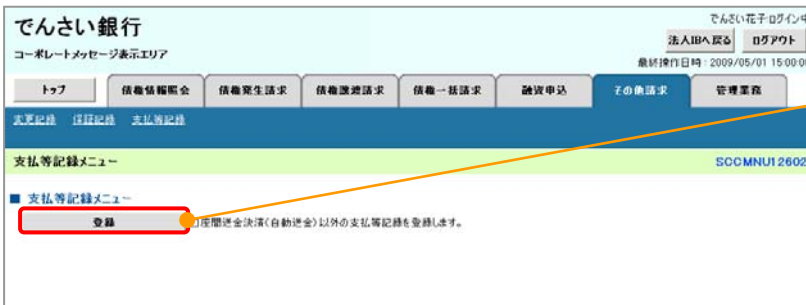 でんさい銀行
コーポレートメッセージ表示エリア
でんさい花子ログイン中
法人IBへ戻る ログアウト
最終操作日時：2009/05/01 15:00:00
トップ 債権情報照会 債権発生請求 債権譲渡請求 債権一括請求 融資申込 その他請求 管理業務
変更記録 保証記録 支払等記録
支払等記録メニュー SCCMNU12602
■ 支払等記録メニュー
登録 口座間送金決済（自動送金）以外の支払等記録を登録します。